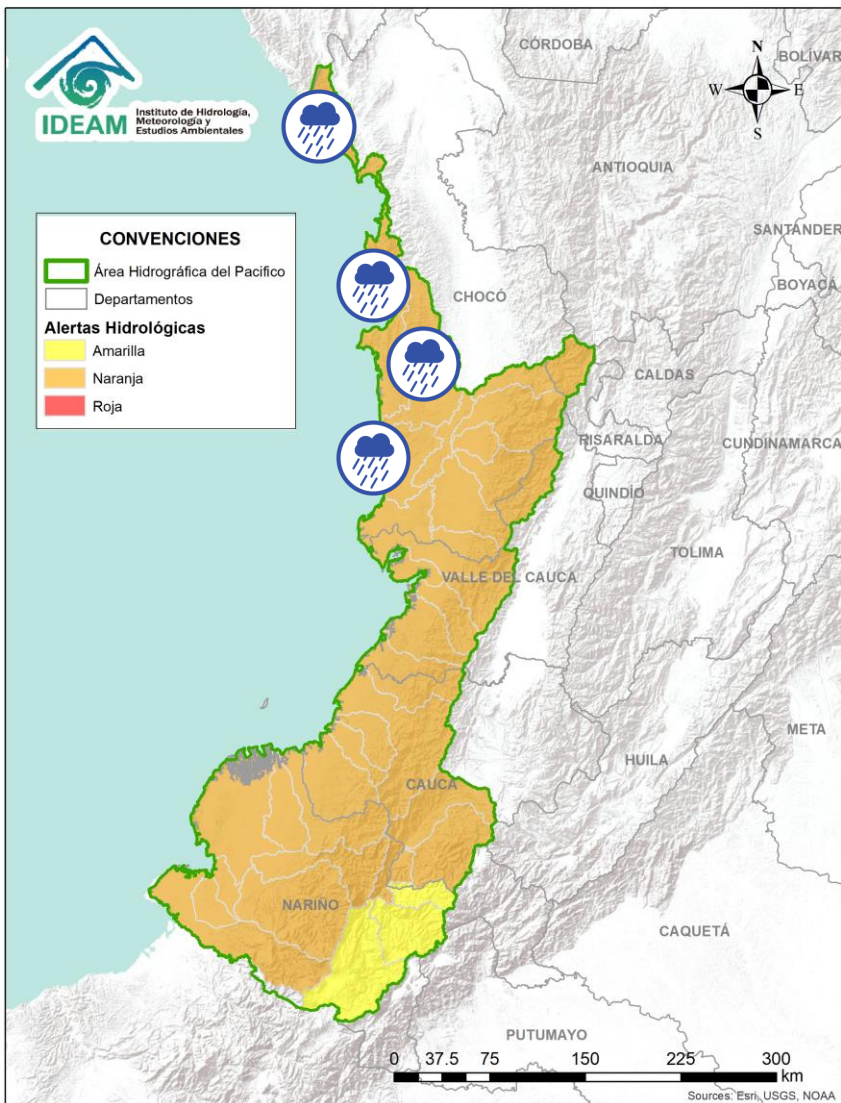 IDEAM
Instituto de Hidrología,
Meteorología y
Estudios Ambientales
CONVENCIONES
Área Hidrográfica del Pacifico
Departamentos
Alertas Hidrológicas
Amarilla
Naranja
Roja
N
W E
S
CÓRDOBA
BOLÍVAR
ANTIOQUIA
SANTANDER
BOYACÁ
CHOCÓ
CALDAS
RISARALDA
CUNDINAMARCA
QUINDÍO
TOLIMA
VALLE DEL CAUCA
META
HUILA
CAUCA
NARIÑO
CAQUETÁ
PUTUMAYO
0 37.5 75 150 225 300
km
Sources: Esri, USGS, NOAA